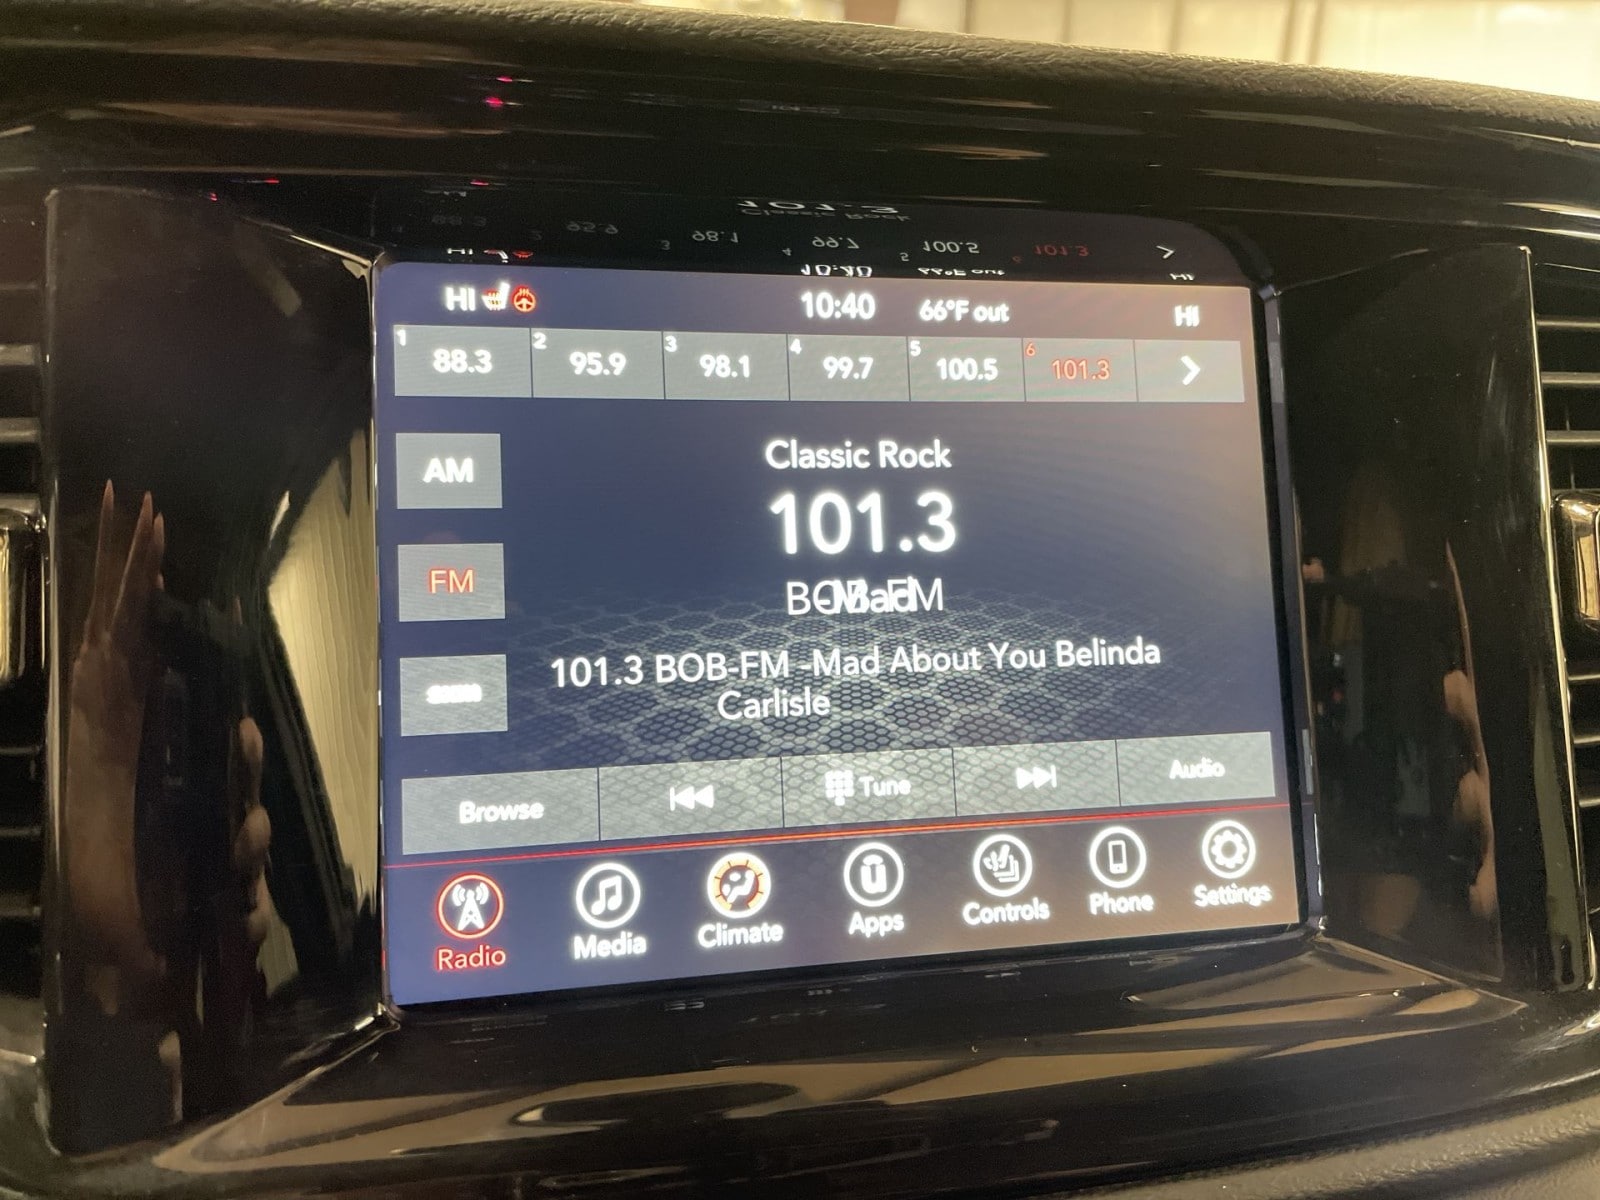 HI 10:40 66°F out HI
1 88.3 2 95.9 3 98.1 4 99.7 5 100.5 6 101.3
Classic Rock
AM
101.3
FM
BOB-FM
101.3 BOB-FM -Mad About You Belinda
Carlisle
Browse Tune Audio
Radio Media Climate Apps Controls Phone Settings